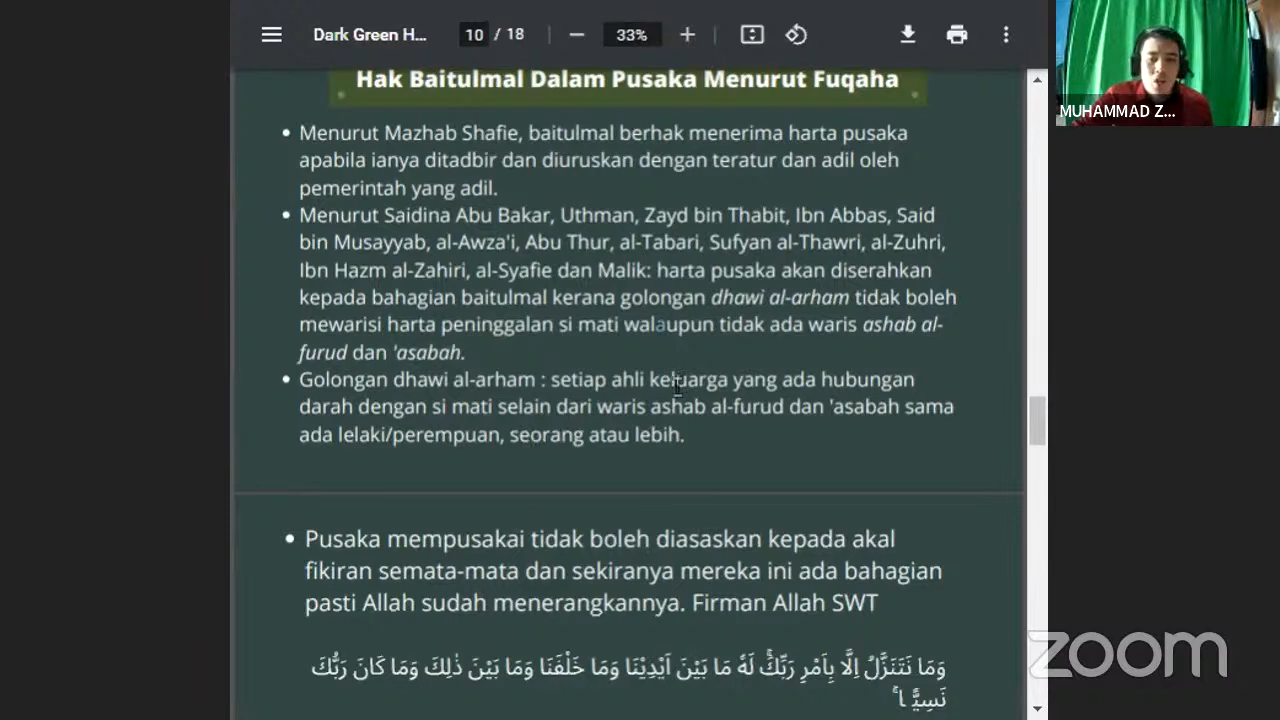 Dark Green H... 10 / 18 33%
MUHAMMAD Z...
Hak Baitulmal Dalam Pusaka Menurut Fuqaha
• Menurut Mazhab Shafie, baitulmal berhak menerima harta pusaka
apabila ianya ditadbir dan diuruskan dengan teratur dan adil oleh
pemerintah yang adil.
• Menurut Saidina Abu Bakar, Uthman, Zayd bin Thabit, Ibn Abbas, Said
bin Musayyab, al-Awza'i, Abu Thur, al-Tabari, Sufyan al-Thawri, al-Zuhri,
Ibn Hazm al-Zahiri, al-Syafie dan Malik: harta pusaka akan diserahkan
kepada bahagian baitulmal kerana golongan dhawi al-arham tidak boleh
mewarisi harta peninggalan si mati walaupun tidak ada waris ashab al-
furud dan 'asabah.
• Golongan dhawi al-arham : setiap ahli keluarga yang ada hubungan
darah dengan si mati selain dari waris ashab al-furud dan 'asabah sama
ada lelaki/perempuan, seorang atau lebih.
• Pusaka mempusakai tidak boleh diasaskan kepada akal
fikiran semata-mata dan sekiranya mereka ini ada bahagian
pasti Allah sudah menerangkannya. Firman Allah SWT
وَمَا نَتَنَزَّلُ اِلَّا بِاَمْرِ رَبِّكَۚ لَهٗ مَا بَيْنَ اَيْدِيْنَا وَمَا خَلْفَنَا وَمَا بَيْنَ ذٰلِكَ وَمَا كَانَ رَبُّكَ
نَسِيًّا ۚ
zoom